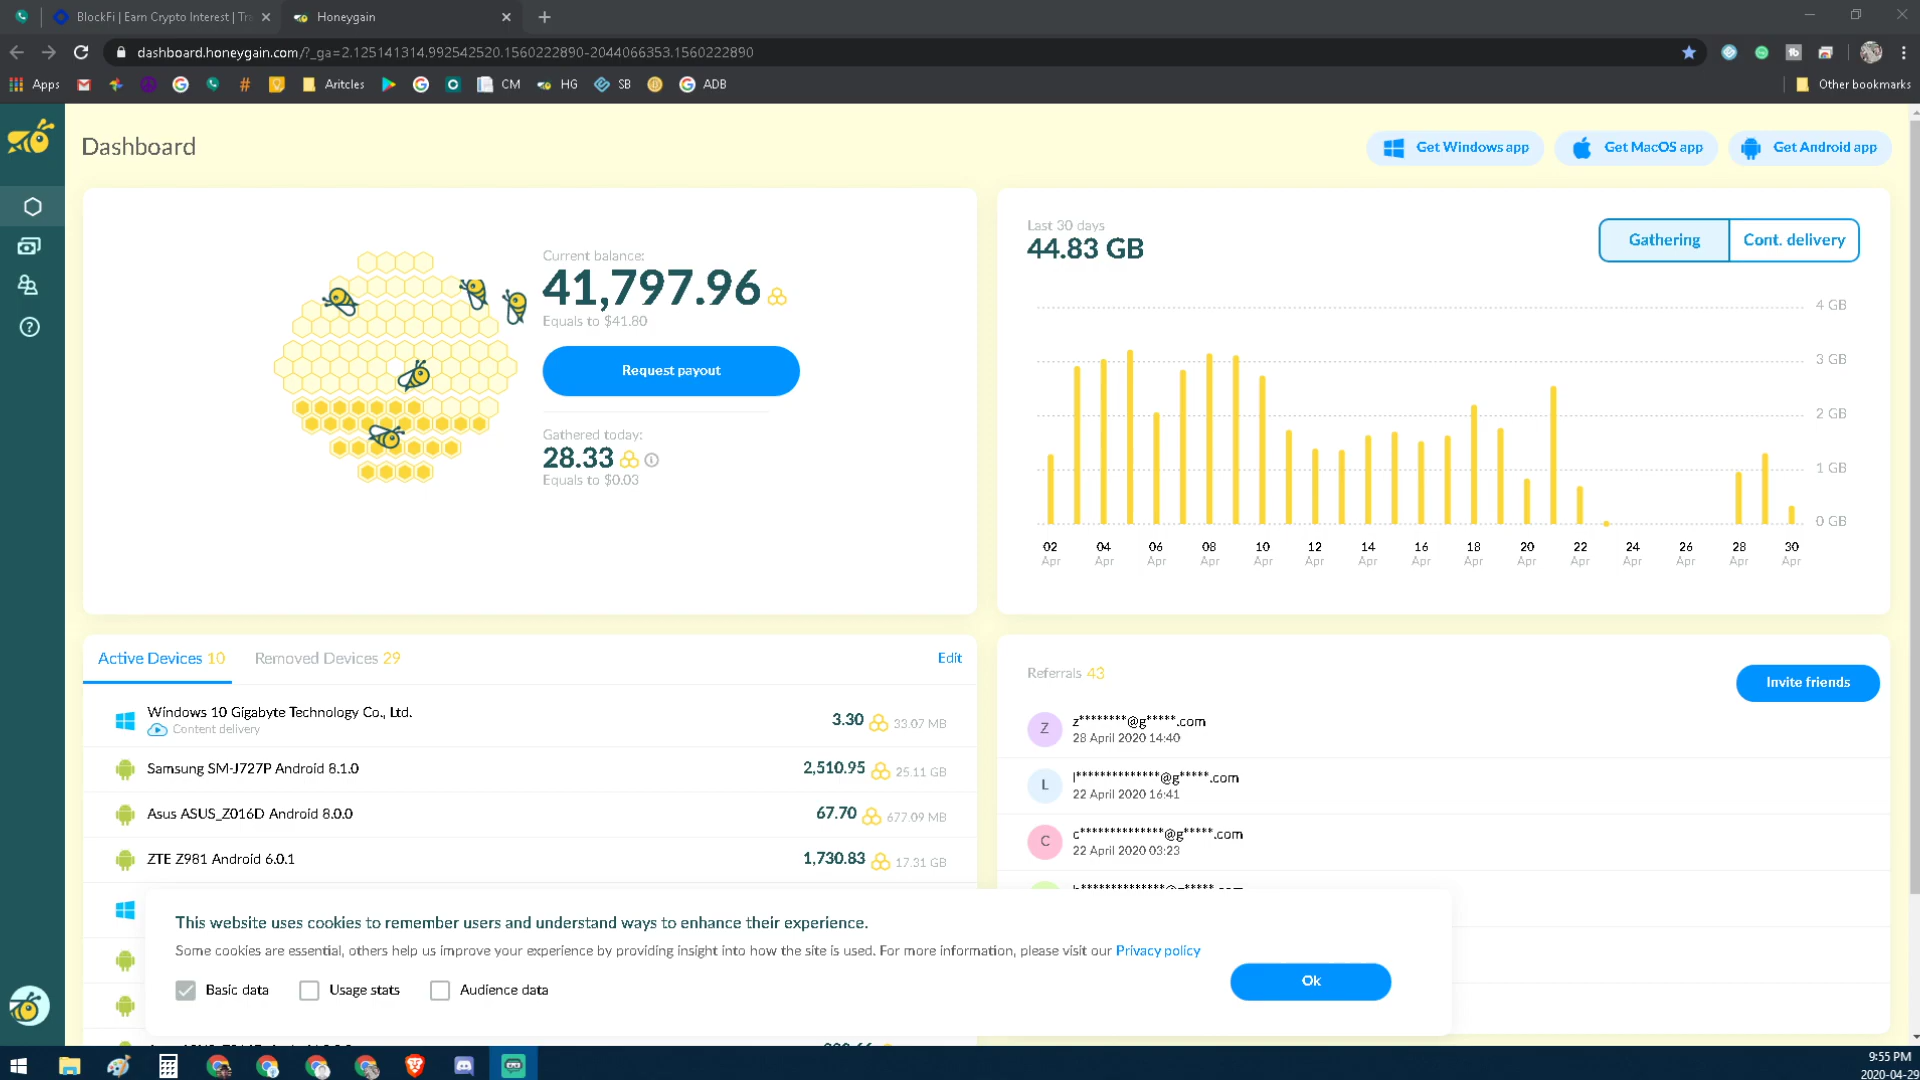 BlockFi | Earn Crypto Interest | Tra
Honeygain
dashboard.honeygain.com/?_ga=2.125141314.992542520.1560222890-2044066353.1560222890
Apps
Aritcles
CM
HG
SB
ADB
Other bookmarks
Dashboard
Get Windows app
Get MacOS app
Get Android app
Current balance:
41,797.96
Equals to $41.80
Request payout
Gathered today:
28.33
Equals to $0.03
Last 30 days
44.83 GB
Gathering
Cont. delivery
4 GB
3 GB
2 GB
1 GB
0 GB
02 04 06 08 10 12 14 16 18 20 22 24 26 28 30
Apr Apr Apr Apr Apr Apr Apr Apr Apr Apr Apr Apr Apr Apr Apr
Active Devices 10
Removed Devices 29
Edit
Windows 10 Gigabyte Technology Co., Ltd.
Content delivery
3.30 33.07 MB
Samsung SM-J727P Android 8.1.0
2,510.95 25.11 GB
Asus ASUS_Z016D Android 8.0.0
67.70 677.09 MB
ZTE Z981 Android 6.0.1
1,730.83 17.31 GB
Referrals 43
Invite friends
Z
z********@g*****.com
28 April 2020 14:40
L
l**************@g*****.com
22 April 2020 16:41
C
c**************@g*****.com
22 April 2020 03:23
This website uses cookies to remember users and understand ways to enhance their experience.
Some cookies are essential, others help us improve your experience by providing insight into how the site is used. For more information, please visit our Privacy policy
Basic data
Usage stats
Audience data
Ok
9:55 PM
2020-04-29